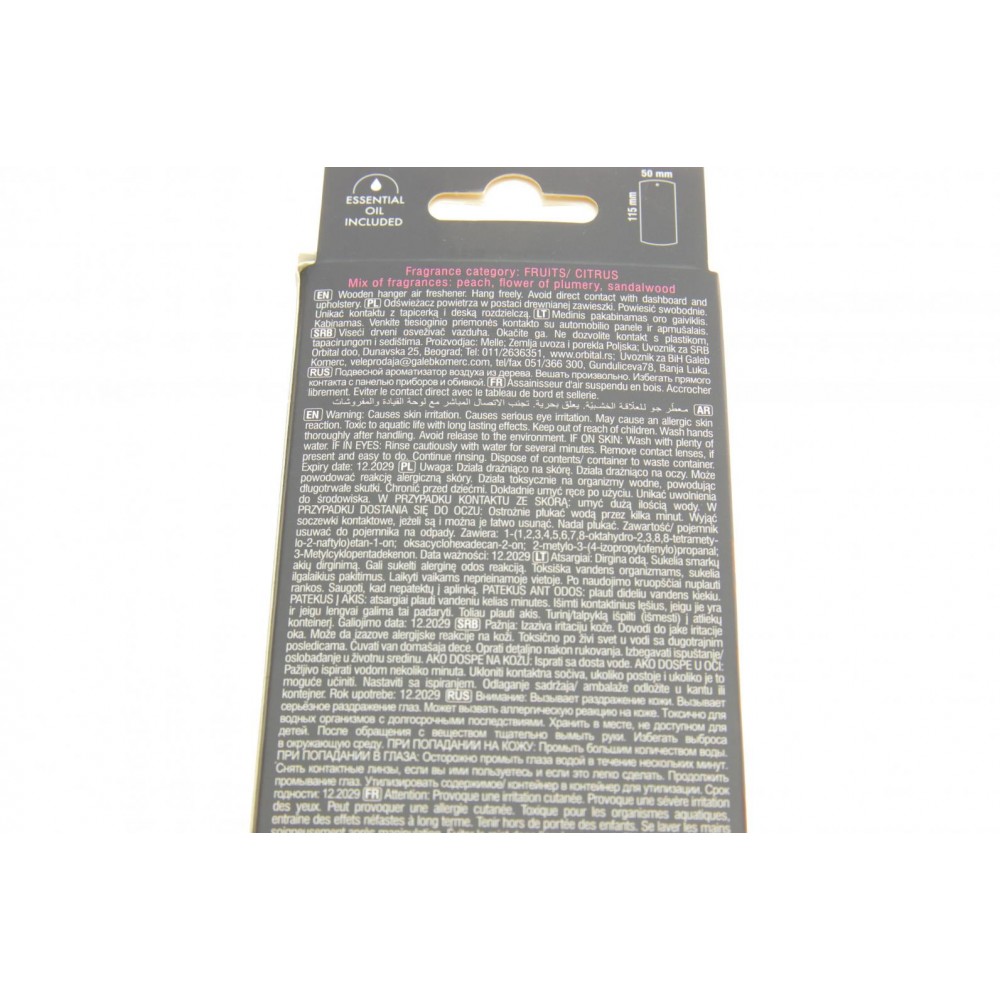 ESSENTIAL
OIL
INCLUDED
50 mm
115 mm
Fragrance category: FRUITS/ CITRUS
Mix of fragrances: peach, flower of plumery, sandalwood
EN Wooden hanger air freshener. Hang freely. Avoid direct contact with dashboard and
upholstery. PL Odświeżacz powietrza w postaci drewnianej zawieszki. Powiesić swobodnie.
Unikać kontaktu z tapicerką i deską rozdzielczą. LT Medinis pakabinamas oro gaiviklis.
Kabinamas. Venkite tiesioginio priemonės kontakto su automobilio panele ir apmušalais.
SRB Viseći drveni osveživač vazduha. Okačite ga. Ne dozvolite kontakt s plastikom,
tapacirungom i sedištima. Proizvodjac: Melle; Zemlja uvoza i porekla Poljska; Uvoznik za SRB
Orbital doo, Dunavska 25, Beograd; Tel: 011/2636351, www.orbital.rs; Uvoznik za BiH Galeb
Komerc, veleprodaja@galebkomerc.com, tel/fax 051/366 300, Gunduliceva78, Banja Luka.
RUS Подвесной ароматизатор воздуха из дерева. Вешать произвольно. Избегать прямого
контакта с панелью приборов и обивкой. FR Assainisseur d'air suspendu en bois. Accrocher
librement. Eviter le contact direct avec le tableau de bord et sellerie.
AR معطر جو للعلاقة الخشبية. يعلق بحرية. تجنب الاتصال المباشر مع لوحة القيادة والمفروشات
EN Warning: Causes skin irritation. Causes serious eye irritation. May cause an allergic skin
reaction. Toxic to aquatic life with long lasting effects. Keep out of reach of children. Wash hands
thoroughly after handling. Avoid release to the environment. IF ON SKIN: Wash with plenty of
water. IF IN EYES: Rinse cautiously with water for several minutes. Remove contact lenses, if
present and easy to do. Continue rinsing. Dispose of contents/ container to waste container.
Expiry date: 12.2029 PL Uwaga: Działa drażniąco na skórę. Działa drażniąco na oczy. Może
powodować reakcję alergiczną skóry. Działa toksycznie na organizmy wodne, powodując
długotrwałe skutki. Chronić przed dziećmi. Dokładnie umyć ręce po użyciu. Unikać uwolnienia
do środowiska. W PRZYPADKU KONTAKTU ZE SKÓRĄ: umyć dużą ilością wody. W
PRZYPADKU DOSTANIA SIĘ DO OCZU: Ostrożnie płukać wodą przez kilka minut. Wyjąć
soczewki kontaktowe, jeżeli są i można je łatwo usunąć. Nadal płukać. Zawartość/ pojemnik
usuwać do pojemnika na odpady. Zawiera: 1-(1,2,3,4,5,6,7,8-oktahydro-2,3,8,8-tetramety-
lo-2-naftylo)etan-1-on; oksacyclohexadecan-2-on; 2-metylo-3-(4-izopropylofenylo)propanal;
3-Metylcyklopentadekenon. Data ważności: 12.2029 LT Atsargiai: Dirgina odą. Sukelia smarkų
akių dirginimą. Gali sukelti alerginę odos reakciją. Toksiška vandens organizmams, sukelia
ilgalaikius pakitimus. Laikyti vaikams neprieinamoje vietoje. Po naudojimo kruopščiai nuplauti
rankos. Saugoti, kad nepatektų į aplinką. PATEKUS ANT ODOS: plauti dideliu vandens kiekiu.
PATEKUS Į AKIS: atsargiai plauti vandeniu kelias minutes. Išimti kontaktinius lęšius, jeigu jie yra
ir jeigu lengvai galima tai padaryti. Toliau plauti akis. Turinį/talpyklą išpilti (išmesti) į atliekų
konteinerį. Galiojimo data: 12.2029 SRB Pažnja: Izaziva iritaciju kože. Dovodi do jake iritacije
oka. Može da izazove alergijske reakcije na koži. Toksično po živi svet u vodi sa dugotrajnim
posledicama. Čuvati van domašaja dece. Oprati detaljno nakon rukovanja. Izbegavati ispuštanje/
oslobađanje u životnu sredinu. AKO DOSPE NA KOŽU: Isprati sa dosta vode. AKO DOSPE U OČI:
Pažljivo ispirati vodom nekoliko minuta. Ukloniti kontaktna sočiva, ukoliko postoje i ukoliko je to
moguće učiniti. Nastaviti sa ispiranjem. Odlaganje sadržaja/ ambalaže odložite u kantu ili
kontejner. Rok upotrebe: 12.2029 RUS Внимание: Вызывает раздражение кожи. Вызывает
серьёзное раздражение глаз. Может вызвать аллергическую реакцию на коже. Токсично для
водных организмов с долгосрочными последствиями. Хранить в месте, не доступном для
детей. После обращения с веществом тщательно вымыть руки. Избегать выброса
в окружающую среду. ПРИ ПОПАДАНИИ НА КОЖУ: Промыть большим количеством воды.
ПРИ ПОПАДАНИИ В ГЛАЗА: Осторожно промыть глаза водой в течение нескольких минут.
Снять контактные линзы, если вы ими пользуетесь и если это легко сделать. Продолжить
промывание глаз. Утилизировать содержимое/ контейнер в контейнер для утилизации. Срок
годности: 12.2029 FR Attention: Provoque une irritation cutanée. Provoque une sévère irritation
des yeux. Peut provoquer une allergie cutanée. Toxique pour les organismes aquatiques,
entraine des effets néfastes à long terme. Tenir hors de portée des enfants. Se laver les mains